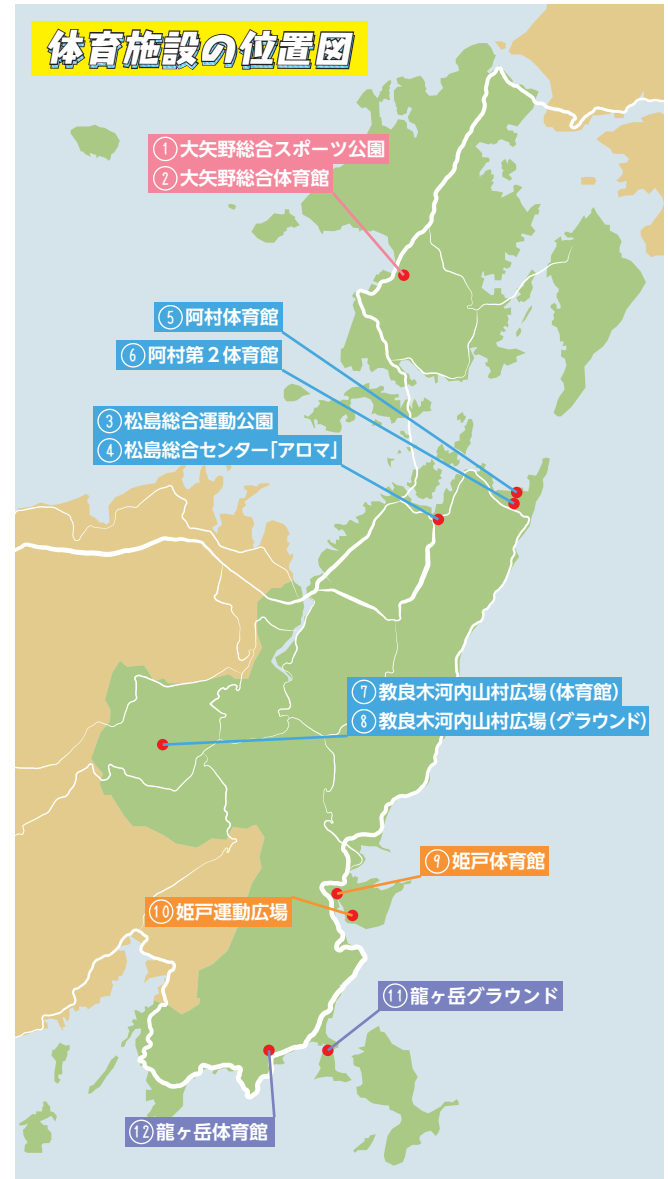 体育施設の位置図
①大矢野総合スポーツ公園
②大矢野総合体育館
⑤阿村体育館
⑥阿村第２体育館
③松島総合運動公園
④松島総合センター「アロマ」
⑦教良木河内山村広場（体育館）
⑧教良木河内山村広場（グラウンド）
⑨姫戸体育館
⑩姫戸運動広場
⑪龍ヶ岳グラウンド
⑫龍ヶ岳体育館